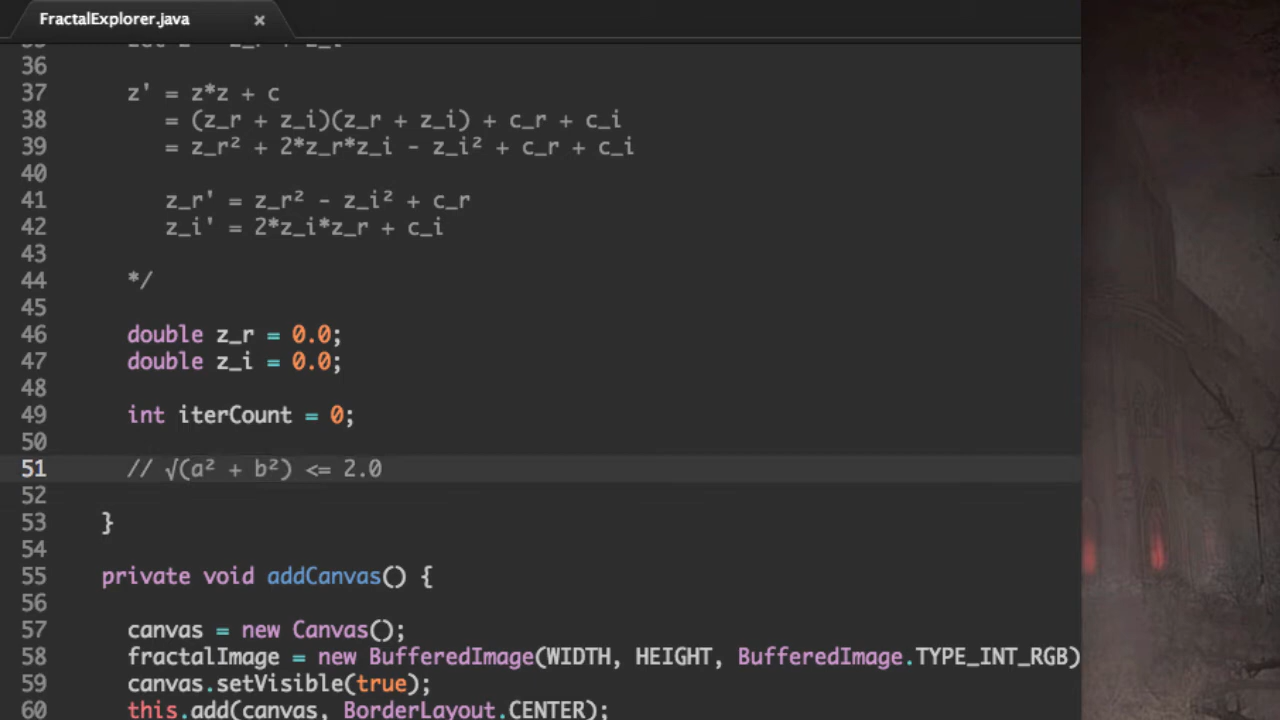 FractalExplorer.java ×
36
37 z' = z*z + c
38 = (z_r + z_i)(z_r + z_i) + c_r + c_i
39 = z_r² + 2*z_r*z_i - z_i² + c_r + c_i
40
41 z_r' = z_r² - z_i² + c_r
42 z_i' = 2*z_i*z_r + c_i
43
44 */
45
46 double z_r = 0.0;
47 double z_i = 0.0;
48
49 int iterCount = 0;
50
51 // √(a² + b²) <= 2.0
52
53 }
54
55 private void addCanvas() {
56
57 canvas = new Canvas();
58 fractalImage = new BufferedImage(WIDTH, HEIGHT, BufferedImage.TYPE_INT_RGB)
59 canvas.setVisible(true);
60 this.add(canvas, BorderLayout.CENTER);